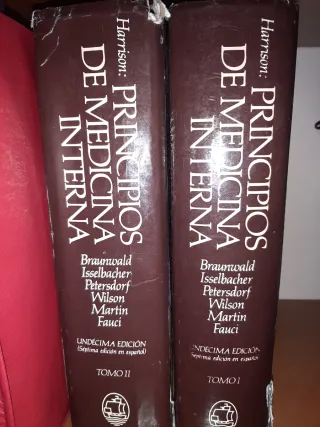 Harrison:
PRINCIPIOS
DE MEDICINA
INTERNA
Braunwald
Isselbacher
Petersdorf
Wilson
Martin
Fauci
UNDÉCIMA EDICIÓN
(Séptima edición en español)
TOMO II
Harrison:
PRINCIPIOS
DE MEDICINA
INTERNA
Braunwald
Isselbacher
Petersdorf
Wilson
Martin
Fauci
UNDÉCIMA EDICIÓN
Séptima edición en español
TOMO I